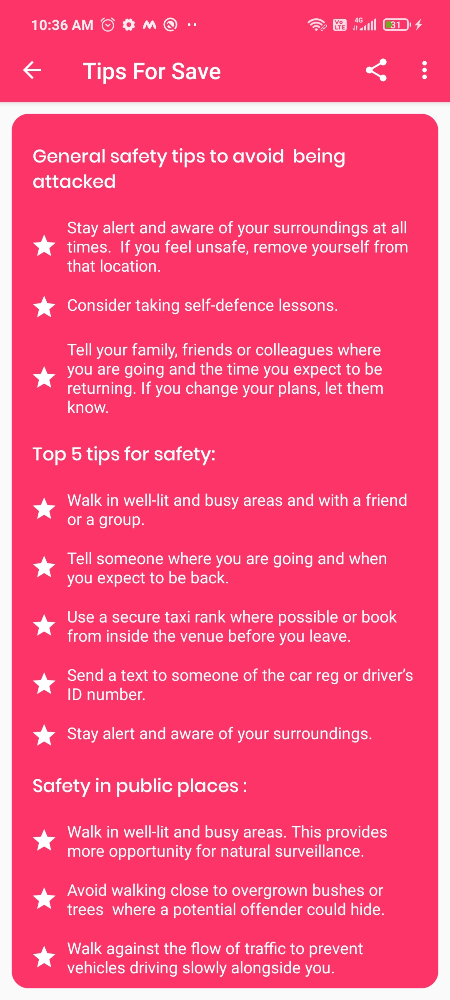 10:36 AM
Vo LTE
4G
31
Tips For Save
General safety tips to avoid  being
attacked
Stay alert and aware of your surroundings at all
times.  If you feel unsafe, remove yourself from
that location.
Consider taking self-defence lessons.
Tell your family, friends or colleagues where
you are going and the time you expect to be
returning. If you change your plans, let them
know.
Top 5 tips for safety:
Walk in well-lit and busy areas and with a friend
or a group.
Tell someone where you are going and when
you expect to be back.
Use a secure taxi rank where possible or book
from inside the venue before you leave.
Send a text to someone of the car reg or driver’s
ID number.
Stay alert and aware of your surroundings.
Safety in public places :
Walk in well-lit and busy areas. This provides
more opportunity for natural surveillance.
Avoid walking close to overgrown bushes or
trees  where a potential offender could hide.
Walk against the flow of traffic to prevent
vehicles driving slowly alongside you.